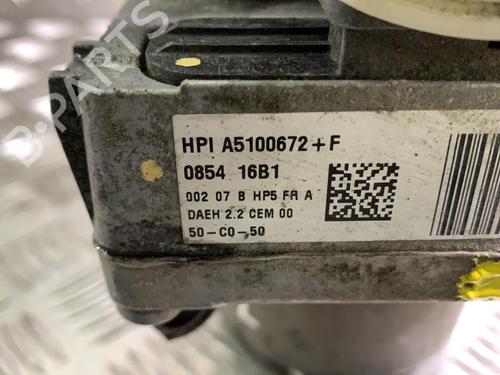 B-PARTS
HPI A5100672+F
0854 16B1
002 07 B HP5 FR A
DAEH 2.2 CEM 00
50-C0-50